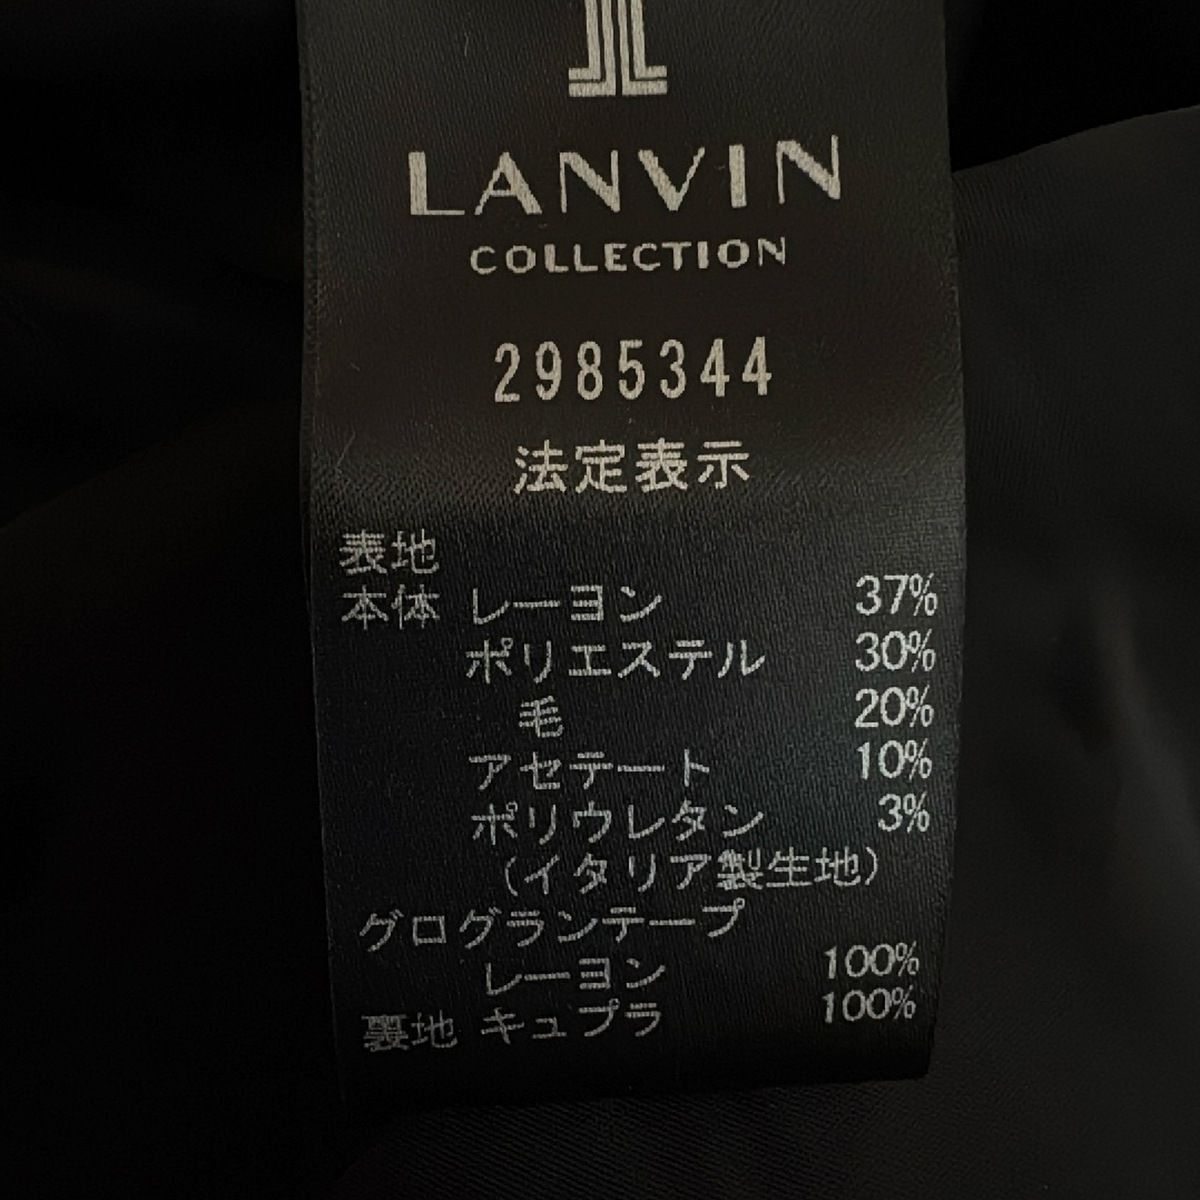 LANVIN
COLLECTION
2985344
法定表示
表地
本体 レーヨン 37%
ポリエステル 30%
毛 20%
アセテート 10%
ポリウレタン 3%
(イタリア製生地)
グログランテープ
レーヨン 100%
裏地 キュプラ 100%